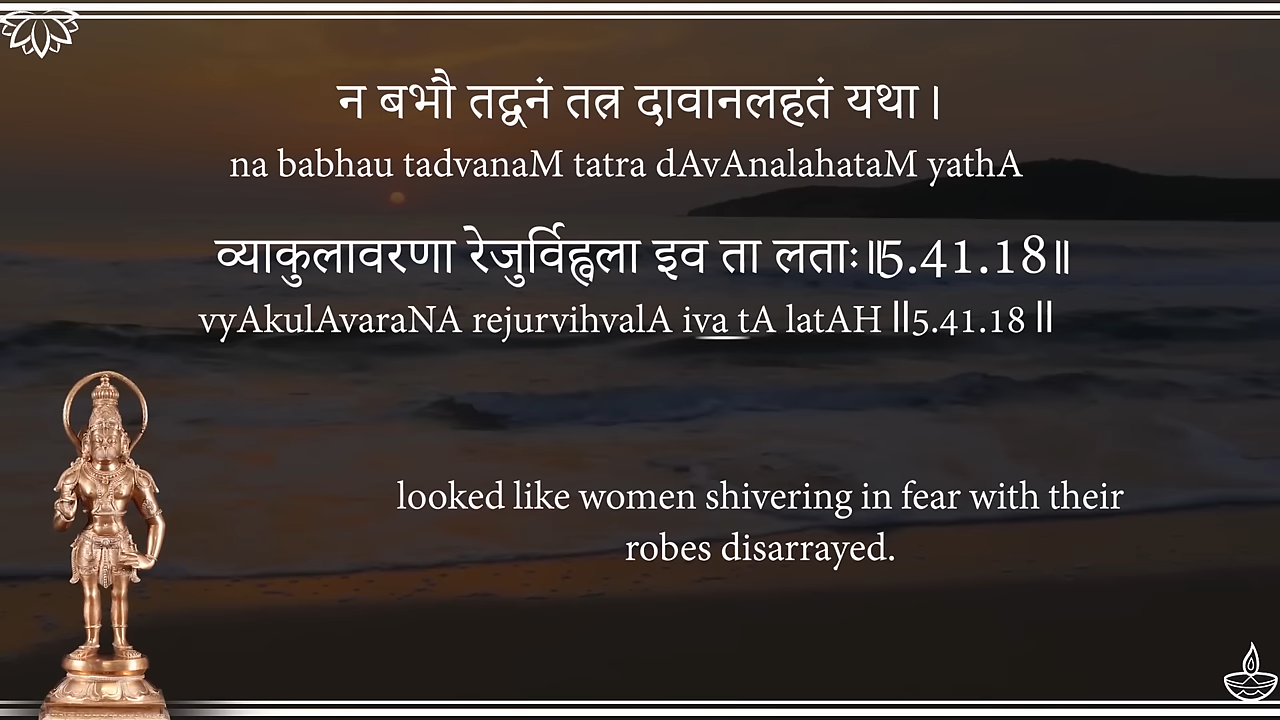 न बभौ तद्वनं तत्र दावानलहतं यथा।
na babhau tadvanaM tatra dAvAnalahataM yathA
व्याकुलावरणा रेजुर्विह्वला इव ता लताः॥5.41.18॥
vyAkulAvaraNA rejurvihvalA iva tA latAH ||5.41.18 ||
looked like women shivering in fear with their
robes disarrayed.